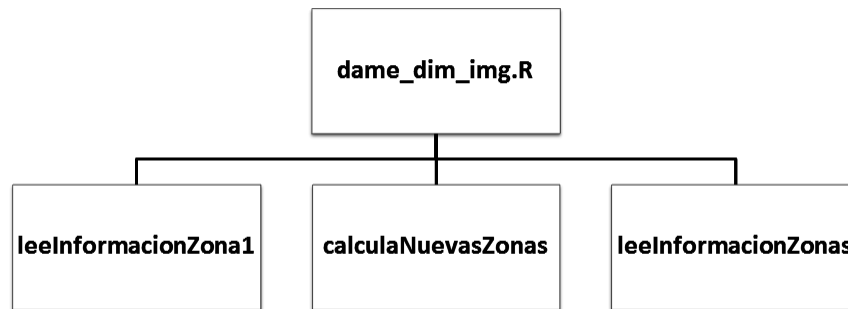 dame_dim_img.R
leeInformacionZona1
calculaNuevasZonas
leeInformacionZonas